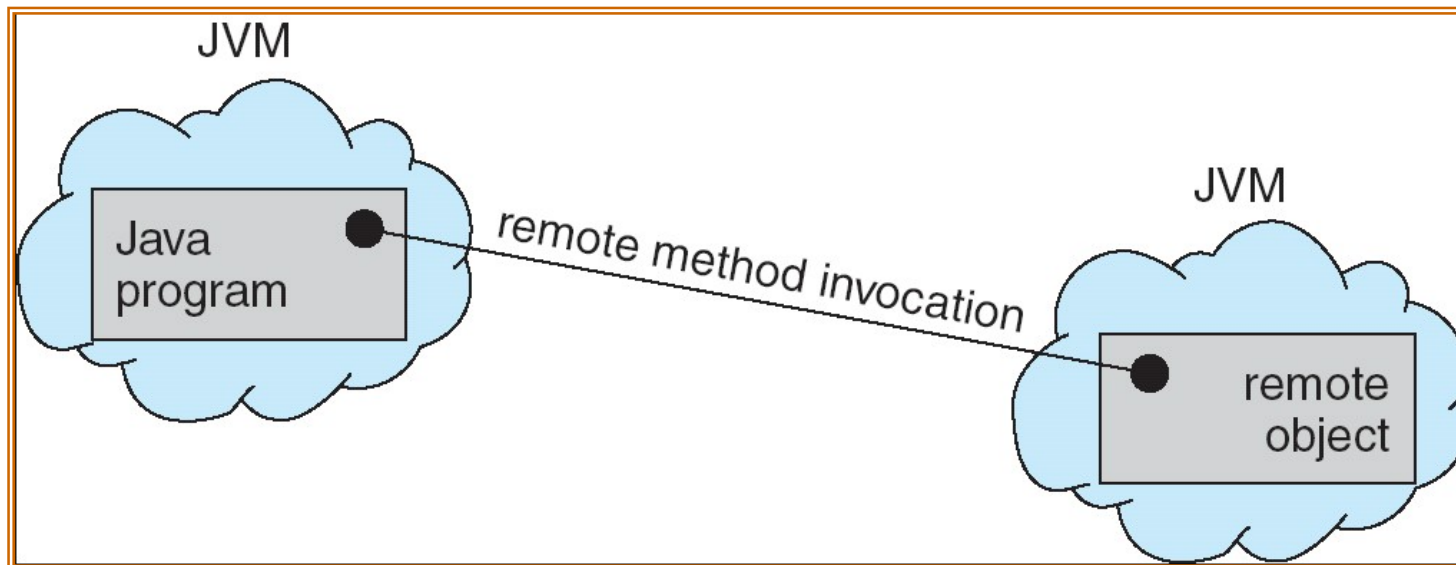 JVM
Java
program
remote method invocation
JVM
remote
object